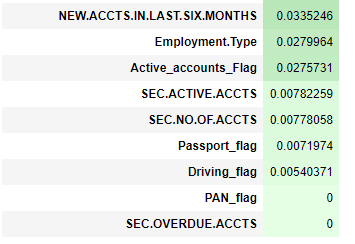 NEW.ACCTS.IN.LAST.SIX.MONTHS 0.0335246
Employment.Type 0.0279964
Active_accounts_Flag 0.0275731
SEC.ACTIVE.ACCTS 0.00782259
SEC.NO.OF.ACCTS 0.00778058
Passport_flag 0.0071974
Driving_flag 0.00540371
PAN_flag 0
SEC.OVERDUE.ACCTS 0